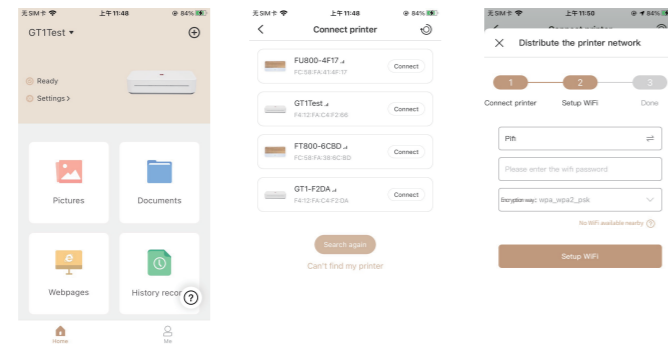 无SIM卡 上午11:48 84%
GT1Test
Ready
Settings >
Pictures
Documents
Webpages
History recor
?
Home
Me
无SIM卡 上午11:48 84%
Connect printer
FU800-4F17
FC:58:FA:41:4F:17
Connect
GT1Test
F4:12:FA:C4:F2:66
Connect
FT800-6CBD
FC:58:FA:38:6C:BD
Connect
GT1-F2DA
F4:12:FA:C4:F2:DA
Connect
Search again
Can't find my printer
无SIM卡 上午11:50 84%
Distribute the printer network
1 2 3
Connect printer Setup WiFi Done
Please enter the wifi password
Encryption way: wpa_wpa2_psk
No WiFi available nearby ?
Setup WiFi